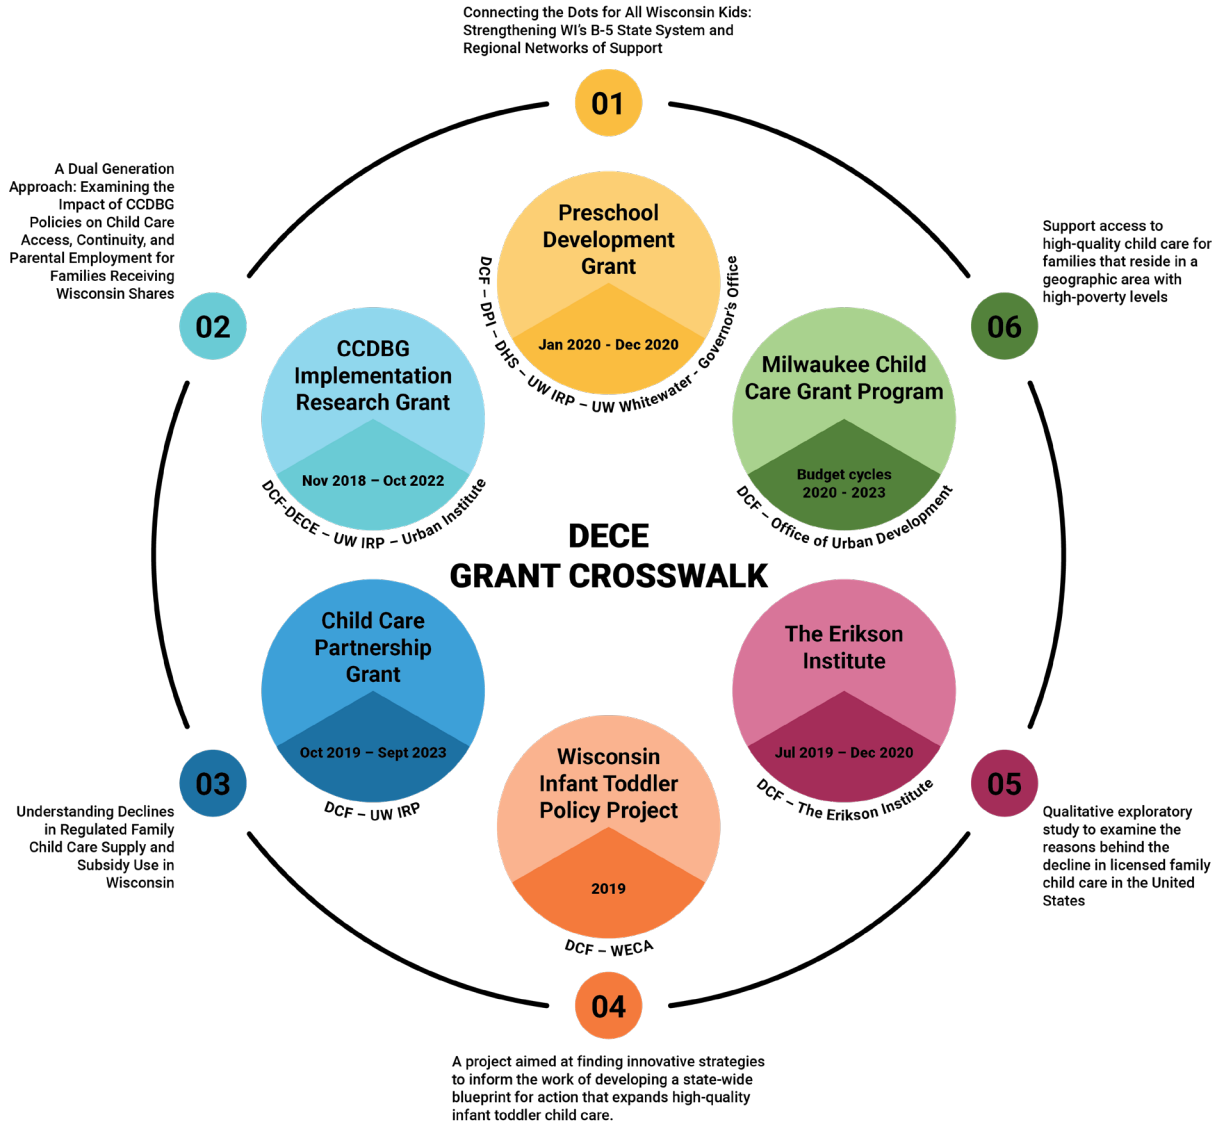 Connecting the Dots for All Wisconsin Kids:
Strengthening WI's B-5 State System and
Regional Networks of Support
01
Preschool
Development
Grant
Jan 2020 - Dec 2020
DCF – DPI – DHS – UW IRP – UW Whitewater - Governor's Office
A Dual Generation
Approach: Examining the
Impact of CCDBG
Policies on Child Care
Access, Continuity, and
Parental Employment for
Families Receiving
Wisconsin Shares
02
CCDBG
Implementation
Research Grant
Nov 2018 – Oct 2022
DCF-DECE – UW IRP – Urban Institute
Support access to
high-quality child care for
families that reside in a
geographic area with
high-poverty levels
06
Milwaukee Child
Care Grant Program
Budget cycles
2020 - 2023
DCF – Office of Urban Development
DECE
GRANT CROSSWALK
Child Care
Partnership
Grant
Oct 2019 – Sept 2023
DCF – UW IRP
03
Understanding Declines
in Regulated Family
Child Care Supply and
Subsidy Use in
Wisconsin
The Erikson
Institute
Jul 2019 – Dec 2020
DCF – The Erikson Institute
05
Qualitative exploratory
study to examine the
reasons behind the
decline in licensed family
child care in the United
States
Wisconsin
Infant Toddler
Policy Project
2019
DCF – WECA
04
A project aimed at finding innovative strategies
to inform the work of developing a state-wide
blueprint for action that expands high-quality
infant toddler child care.